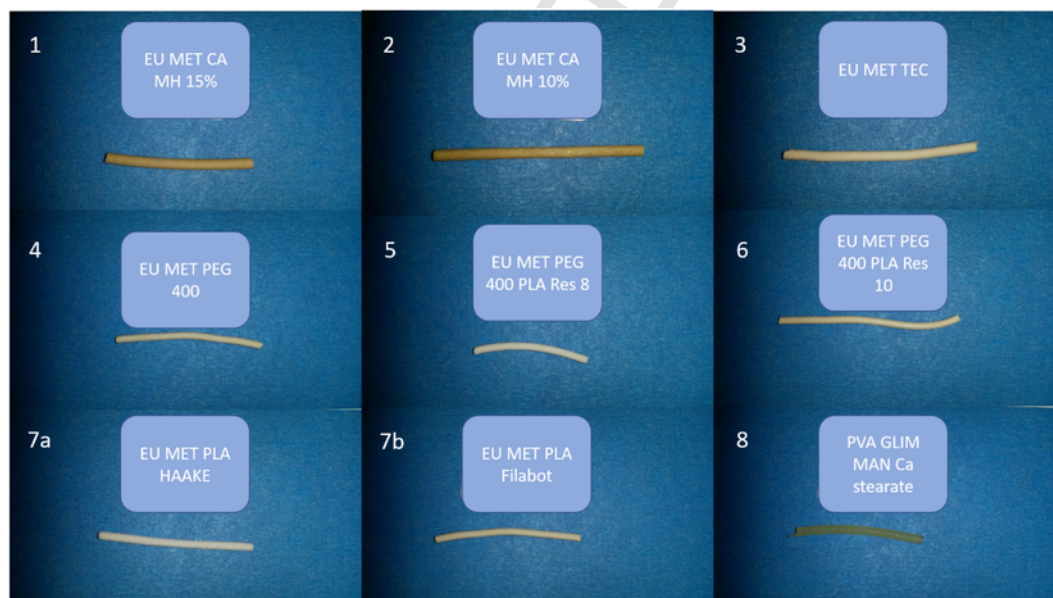 1
EU MET CA
MH 15%
2
EU MET CA
MH 10%
3
EU MET TEC
4
EU MET PEG
400
5
EU MET PEG
400 PLA Res 8
6
EU MET PEG
400 PLA Res
10
7a
EU MET PLA
HAAKE
7b
EU MET PLA
Filabot
8
PVA GLIM
MAN Ca
stearate